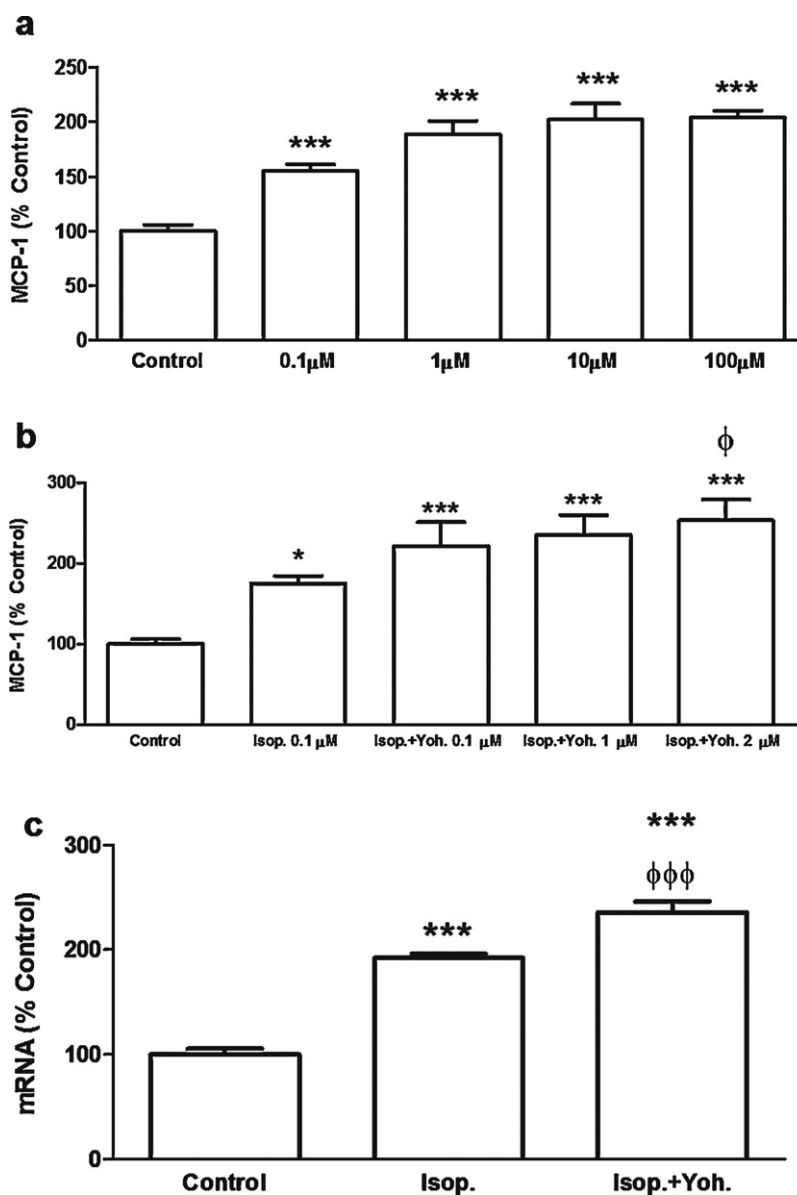 a
MCP-1 (% Control)
250
200
150
100
50
0
***
***
***
***
Control 0.1μM 1μM 10μM 100μM
b
MCP-1 (% Control)
300
200
100
0
*
***
***
ϕ
***
Control Isop. 0.1 μM Isop.+Yoh. 0.1 μM Isop.+Yoh. 1 μM Isop.+Yoh. 2 μM
c
mRNA (% Control)
300
200
100
0
***
***
ϕϕϕ
Control Isop. Isop.+Yoh.